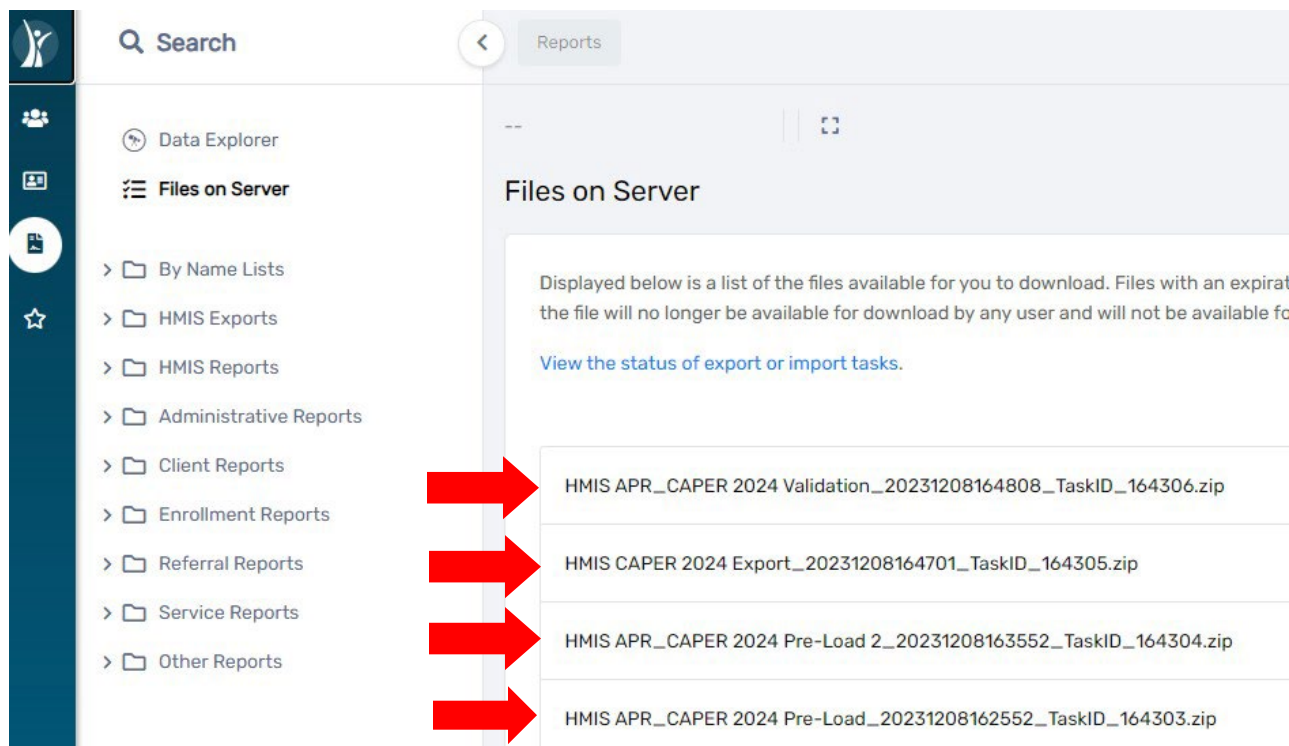 Search
Reports
Data Explorer
Files on Server
By Name Lists
HMIS Exports
HMIS Reports
Administrative Reports
Client Reports
Enrollment Reports
Referral Reports
Service Reports
Other Reports
--
Files on Server
Displayed below is a list of the files available for you to download. Files with an expirat
the file will no longer be available for download by any user and will not be available fo
View the status of export or import tasks.
HMIS APR_CAPER 2024 Validation_20231208164808_TaskID_164306.zip
HMIS CAPER 2024 Export_20231208164701_TaskID_164305.zip
HMIS APR_CAPER 2024 Pre-Load 2_20231208163552_TaskID_164304.zip
HMIS APR_CAPER 2024 Pre-Load_20231208162552_TaskID_164303.zip